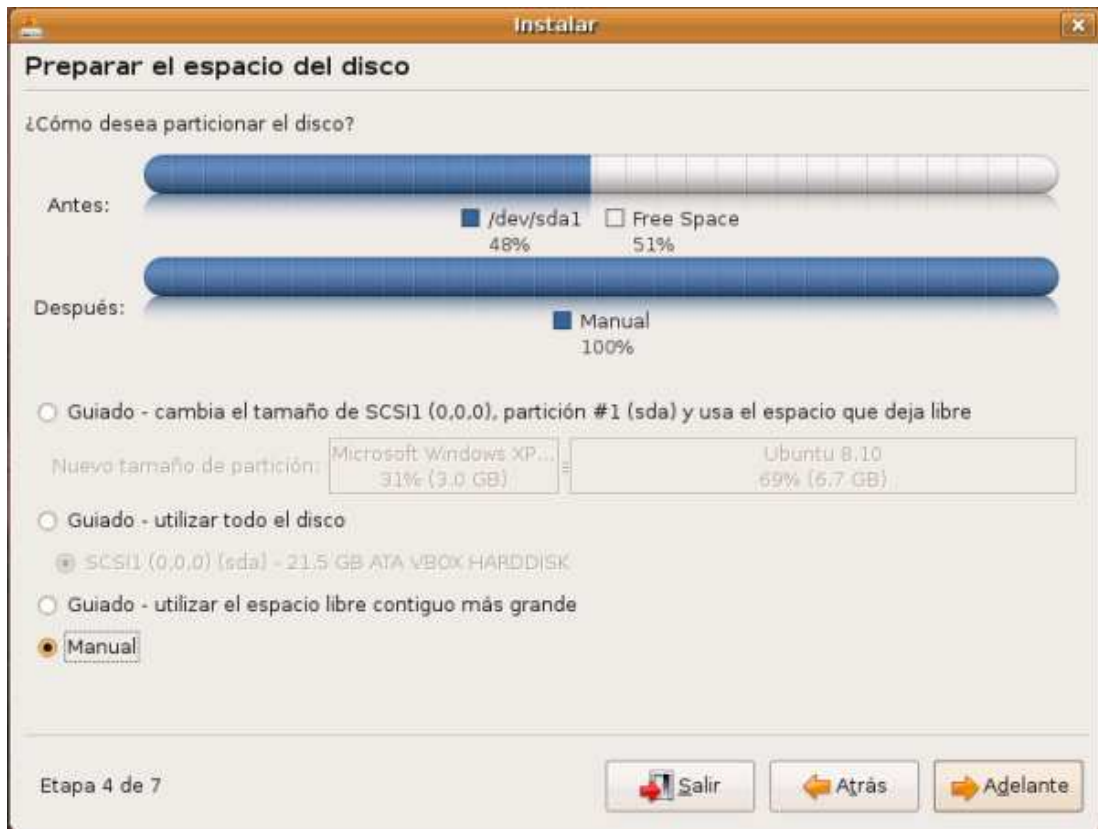 Instalar
Preparar el espacio del disco
¿Cómo desea particionar el disco?
Antes:
/dev/sda1 Free Space
48% 51%
Después:
Manual
100%
Guiado - cambia el tamaño de SCSI1 (0,0,0), partición #1 (sda) y usa el espacio que deja libre
Nuevo tamaño de partición: Microsoft Windows XP... Ubuntu 8.10
31% (3.0 GB) 69% (6.7 GB)
Guiado - utilizar todo el disco
SCSI1 (0,0,0) (sda) - 21.5 GB ATA VBOX HARDDISK
Guiado - utilizar el espacio libre contiguo más grande
Manual
Etapa 4 de 7 Salir Atrás Adelante